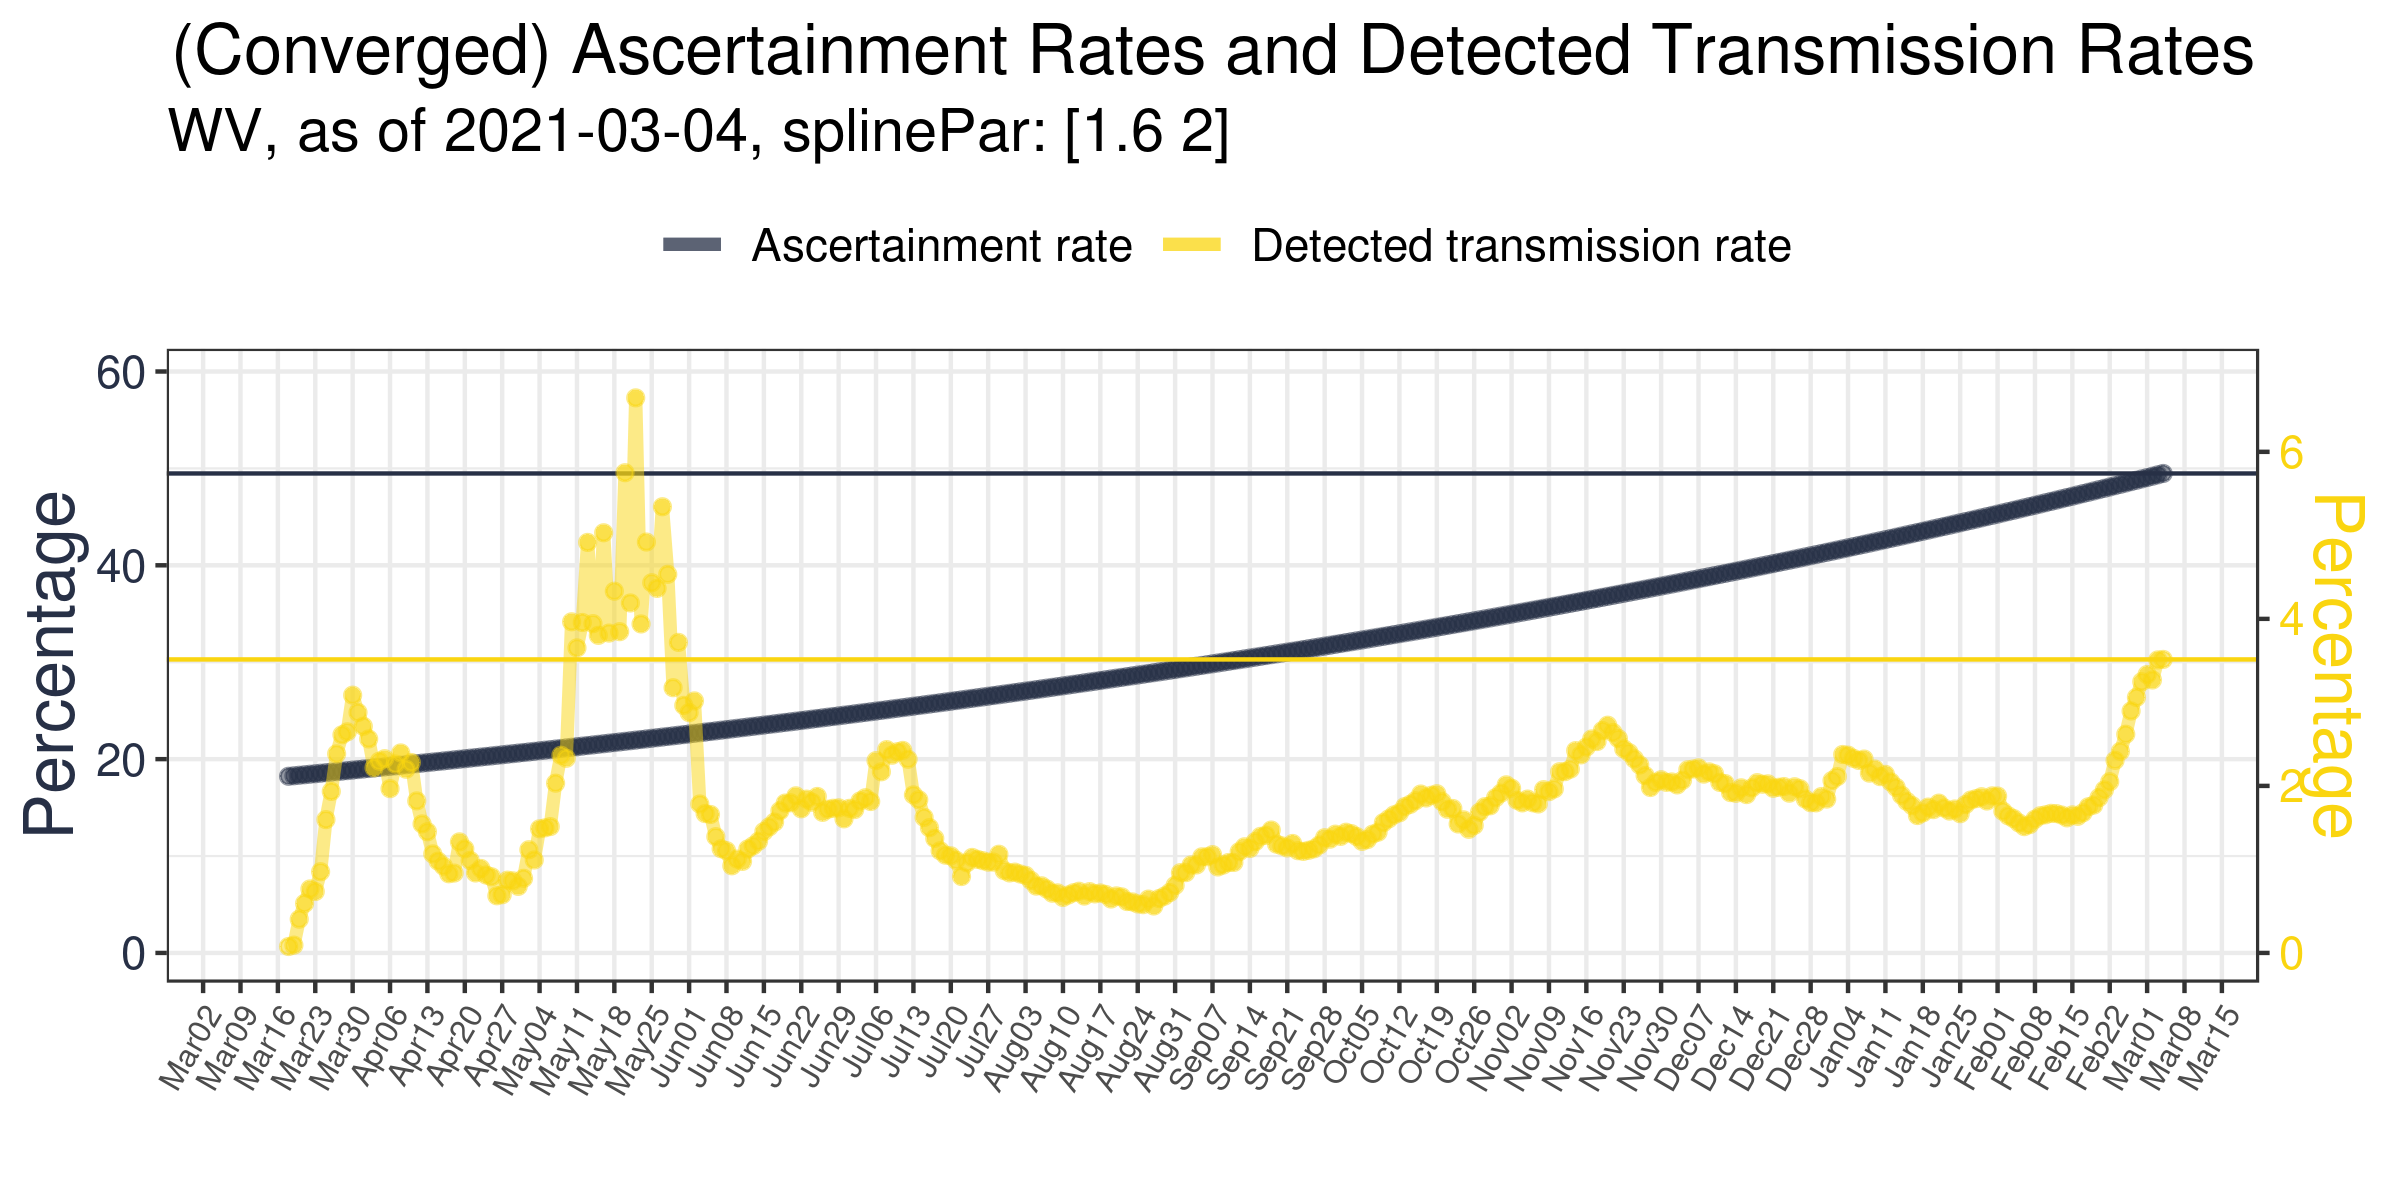 (Converged) Ascertainment Rates and Detected Transmission Rates
WV, as of 2021-03-04, splinePar: [1.6 2]
Ascertainment rate
Detected transmission rate
Percentage
60
40
20
0
6
4
2
0
Percentage
Mar02
Mar09
Mar16
Mar23
Mar30
Apr06
Apr13
Apr20
Apr27
May04
May11
May18
May25
Jun01
Jun08
Jun15
Jun22
Jun29
Jul06
Jul13
Jul20
Jul27
Aug03
Aug10
Aug17
Aug24
Aug31
Sep07
Sep14
Sep21
Sep28
Oct05
Oct12
Oct19
Oct26
Nov02
Nov09
Nov16
Nov23
Nov30
Dec07
Dec14
Dec21
Dec28
Jan04
Jan11
Jan18
Jan25
Feb01
Feb08
Feb15
Feb22
Mar01
Mar08
Mar15